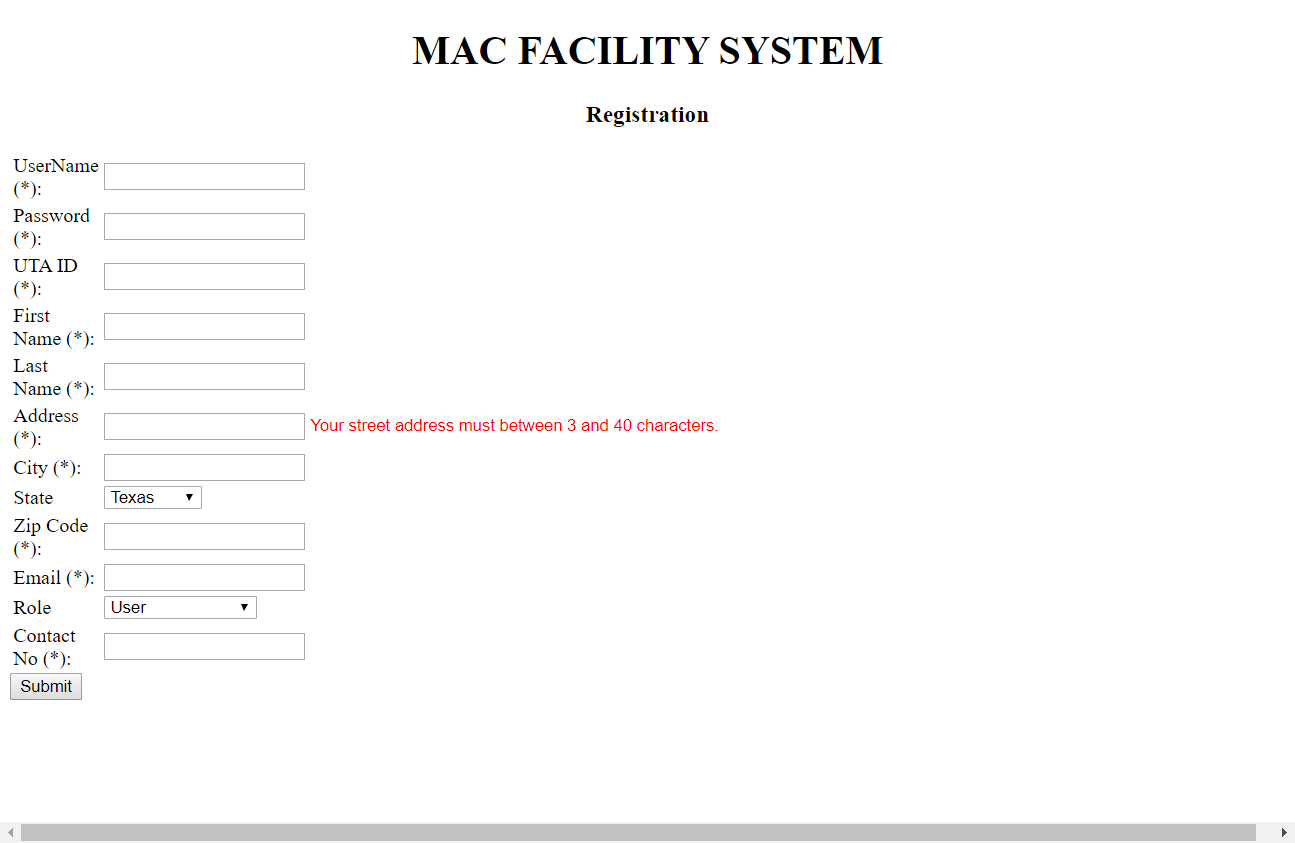 MAC FACILITY SYSTEM
Registration
UserName
(*):
Password
(*):
UTA ID
(*):
First
Name (*):
Last
Name (*):
Address
(*):
Your street address must between 3 and 40 characters.
City (*):
State Texas
Zip Code
(*):
Email (*):
Role User
Contact
No (*):
Submit